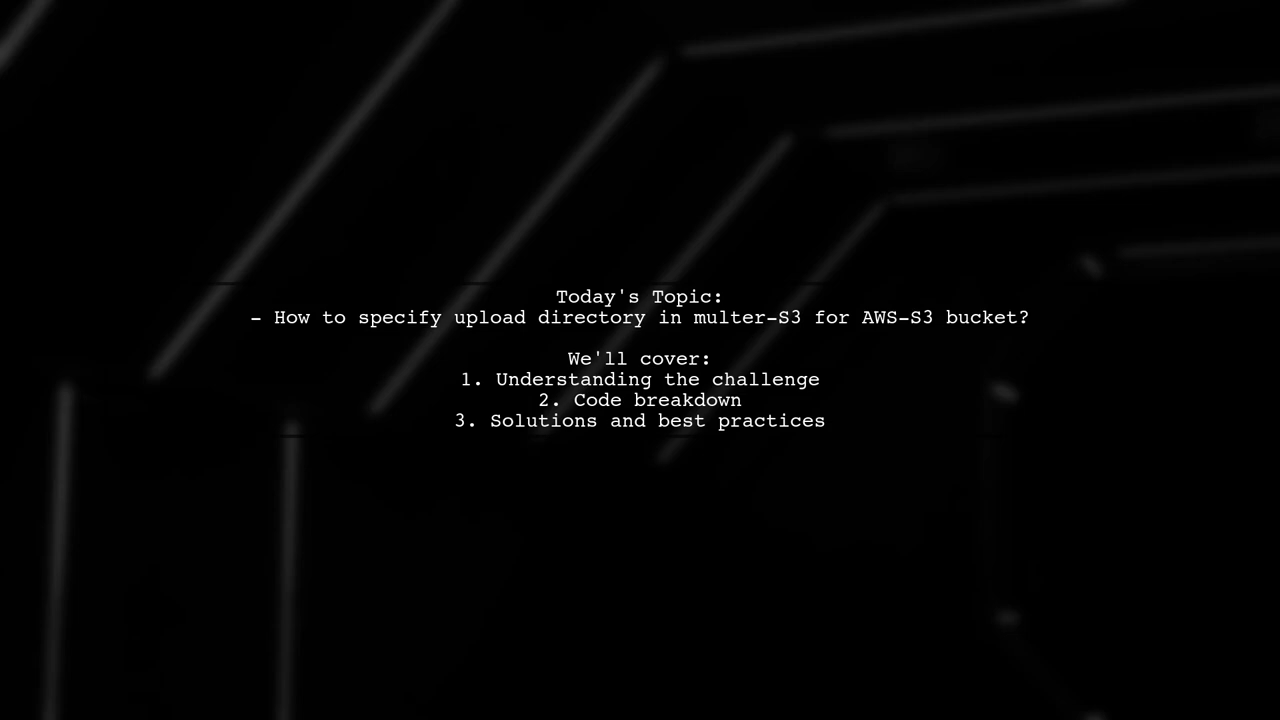 Today's Topic:
- How to specify upload directory in multer-S3 for AWS-S3 bucket?
We'll cover:
1. Understanding the challenge
2. Code breakdown
3. Solutions and best practices